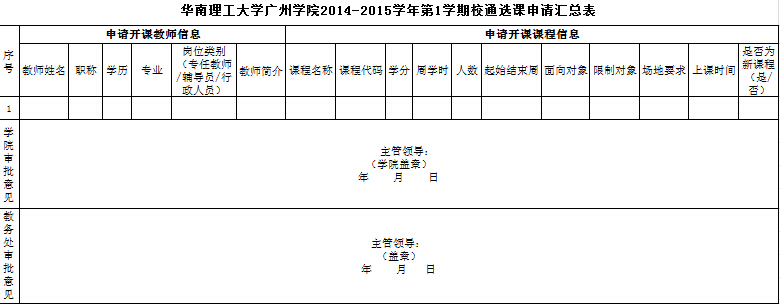 华南理工大学广州学院2014-2015学年第1学期校通选课申请汇总表
序号
申请开课教师信息
申请开课课程信息
教师姓名
职称
学历
专业
岗位类别
(专任教师
/辅导员/行
政人员)
教师简介
课程名称
课程代码
学分
周学时
人数
起始结束周
面向对象
限制对象
场地要求
上课时间
是否为
新课程
(是/
否)
1
学院审批意见
主管领导:
(学院盖章)
年 月 日
教务处审批意见
主管领导:
(盖章)
年 月 日